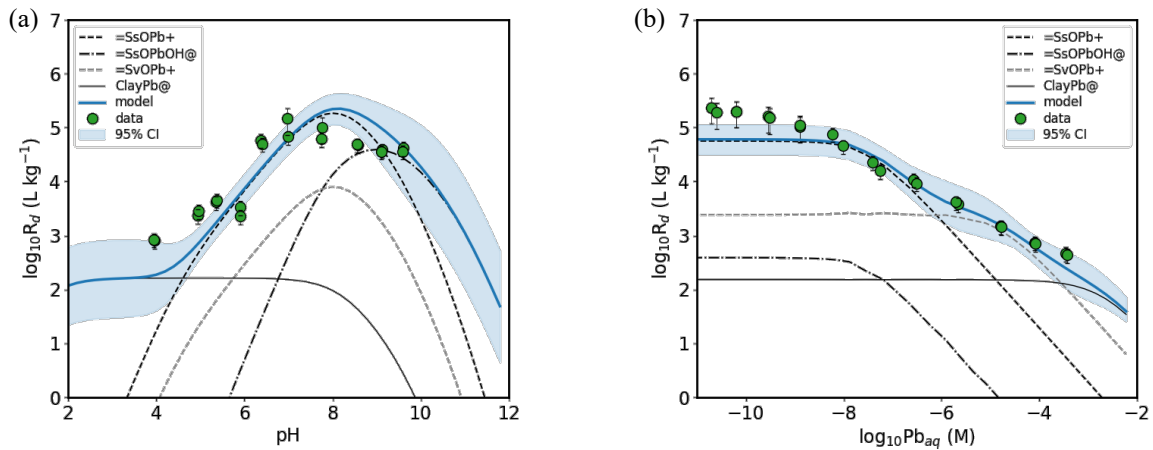 (a)
=SsOPb+
=SsOPbOH@
=SvOPb+
ClayPb@
model
data
95% CI
log10Rd (L kg⁻¹)
7
6
5
4
3
2
1
0
2 4 6 8 10 12
pH
(b)
=SsOPb+
=SsOPbOH@
=SvOPb+
ClayPb@
model
data
95% CI
log10Rd (L kg⁻¹)
7
6
5
4
3
2
1
0
−10 −8 −6 −4 −2
log10Pbaq (M)